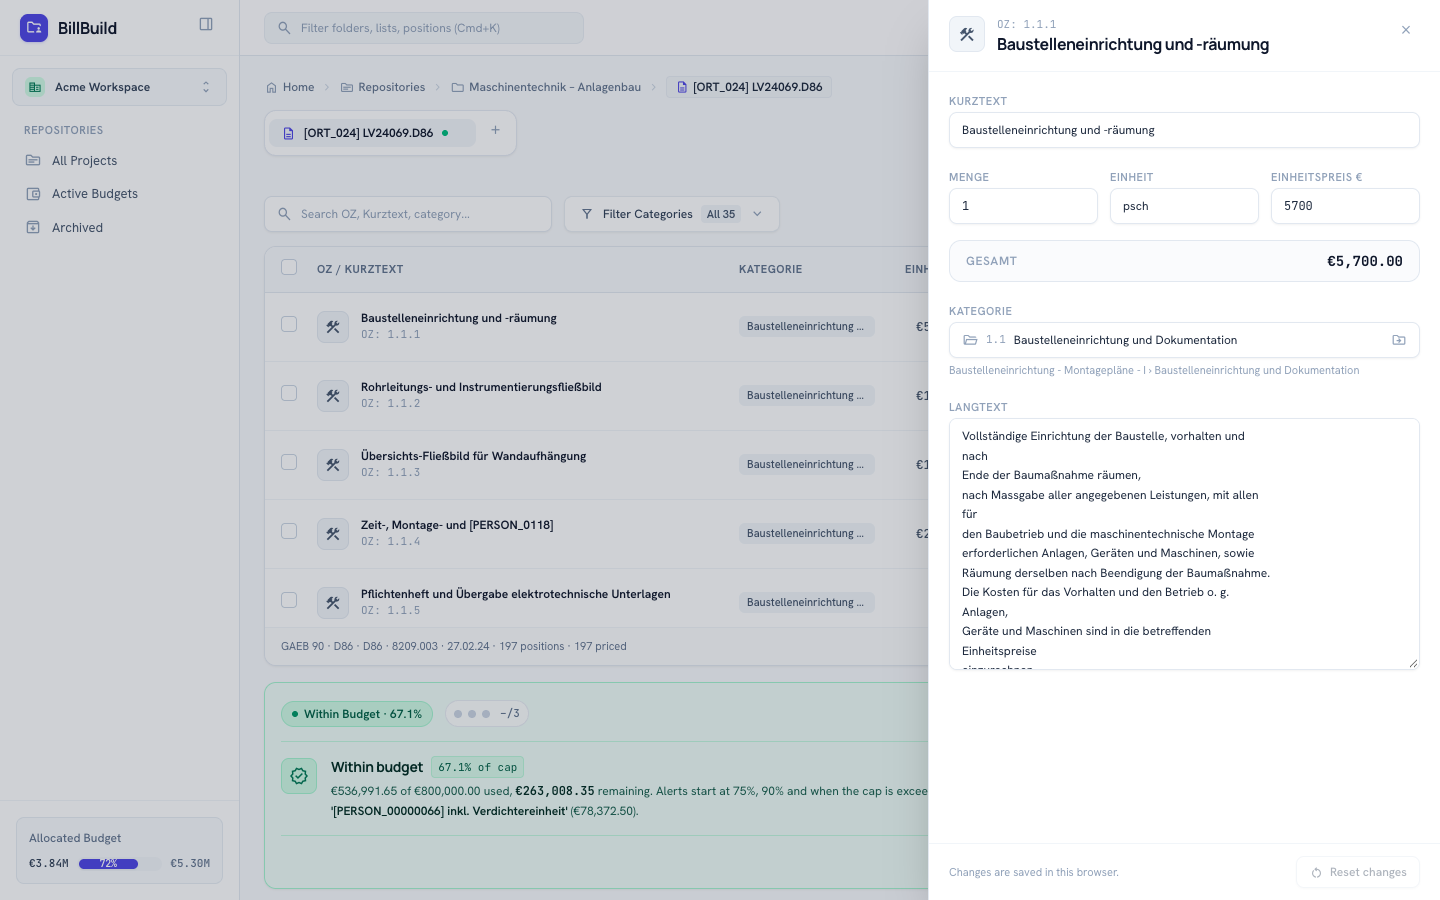 BillBuild
Filter folders, lists, positions (Cmd+K)
Acme Workspace
REPOSITORIES
All Projects
Active Budgets
Archived
Allocated Budget
€3.84M 72% €5.30M
Home Repositories Maschinentechnik – Anlagenbau [ORT_024] LV24069.D86
[ORT_024] LV24069.D86 +
Search OZ, Kurztext, category...
Filter Categories All 35
OZ / KURZTEXT KATEGORIE EINH
Baustelleneinrichtung und -räumung
OZ: 1.1.1
Baustelleneinrichtung ... €5
Rohrleitungs- und Instrumentierungsfließbild
OZ: 1.1.2
Baustelleneinrichtung ... €1
Übersichts-Fließbild für Wandaufhängung
OZ: 1.1.3
Baustelleneinrichtung ... €1
Zeit-, Montage- und [PERSON_0118]
OZ: 1.1.4
Baustelleneinrichtung ... €2
Pflichtenheft und Übergabe elektrotechnische Unterlagen
OZ: 1.1.5
Baustelleneinrichtung ...
GAEB 90 · D86 · D86 · 8209.003 · 27.02.24 · 197 positions · 197 priced
Within Budget · 67.1% –/3
Within budget 67.1% of cap
€536,991.65 of €800,000.00 used, €263,008.35 remaining. Alerts start at 75%, 90% and when the cap is excee
'[PERSON_00000066] inkl. Verdichtereinheit' (€78,372.50).
OZ: 1.1.1
Baustelleneinrichtung und -räumung
KURZTEXT
Baustelleneinrichtung und -räumung
MENGE EINHEIT EINHEITSPREIS €
1 psch 5700
GESAMT €5,700.00
KATEGORIE
1.1 Baustelleneinrichtung und Dokumentation
Baustelleneinrichtung - Montagepläne - I › Baustelleneinrichtung und Dokumentation
LANGTEXT
Vollständige Einrichtung der Baustelle, vorhalten und
nach
Ende der Baumaßnahme räumen,
nach Massgabe aller angegebenen Leistungen, mit allen
für
den Baubetrieb und die maschinentechnische Montage
erforderlichen Anlagen, Geräten und Maschinen, sowie
Räumung derselben nach Beendigung der Baumaßnahme.
Die Kosten für das Vorhalten und den Betrieb o. g.
Anlagen,
Geräte und Maschinen sind in die betreffenden
Einheitspreise
Changes are saved in this browser.
Reset changes